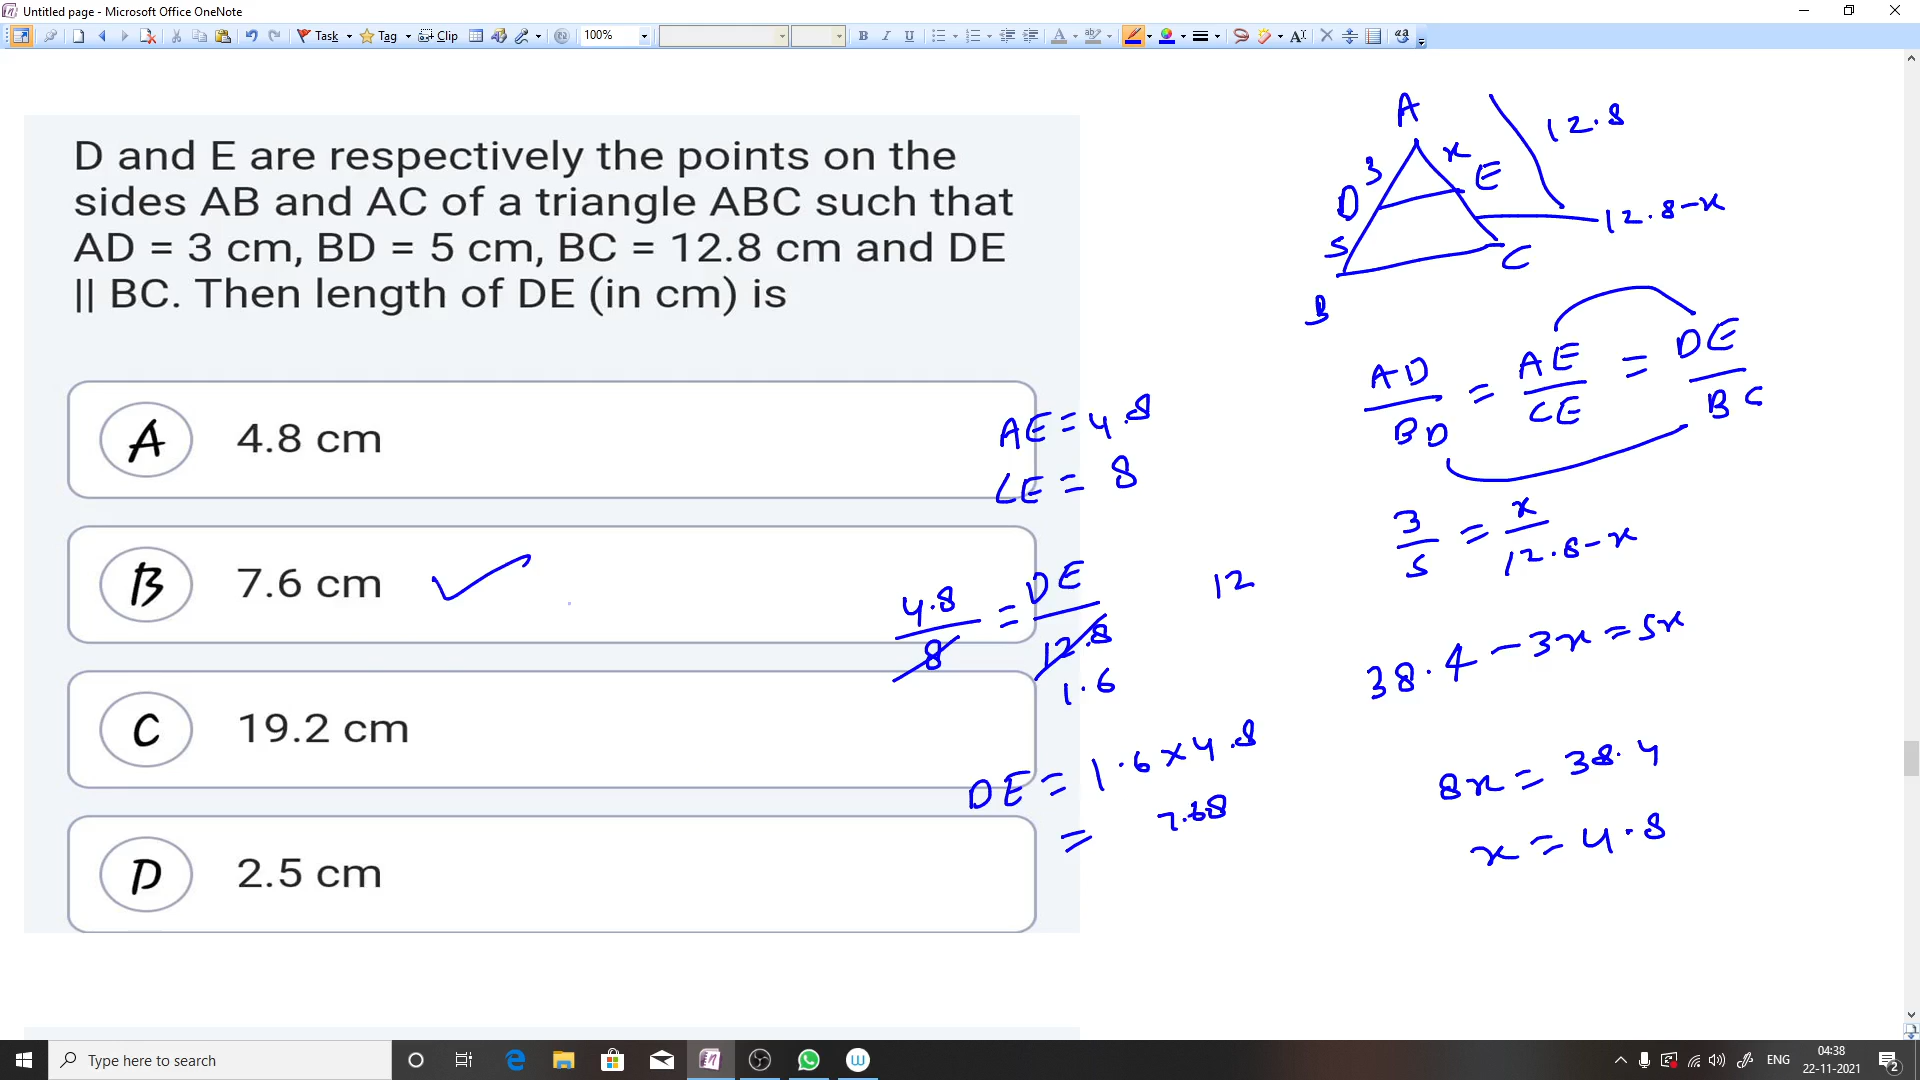 Untitled page - Microsoft Office OneNote
Task Tag Clip 100% B I U
D and E are respectively the points on the
sides AB and AC of a triangle ABC such that
AD = 3 cm, BD = 5 cm, BC = 12.8 cm and DE
|| BC. Then length of DE (in cm) is
A 4.8 cm
B 7.6 cm
C 19.2 cm
D 2.5 cm
AE = 4.8
CE = 8
4.8/8 = DE/12.8
1.6
12
DE = 1.6 x 4.8
= 7.68
A
12.8
3 x
D E
12.8-x
5
C
B
AD/BD = AE/CE = DE/BC
3/5 = x/12.8-x
38.4 - 3x = 5x
8x = 38.4
x = 4.8
Type here to search
ENG
04:38
22-11-2021
2